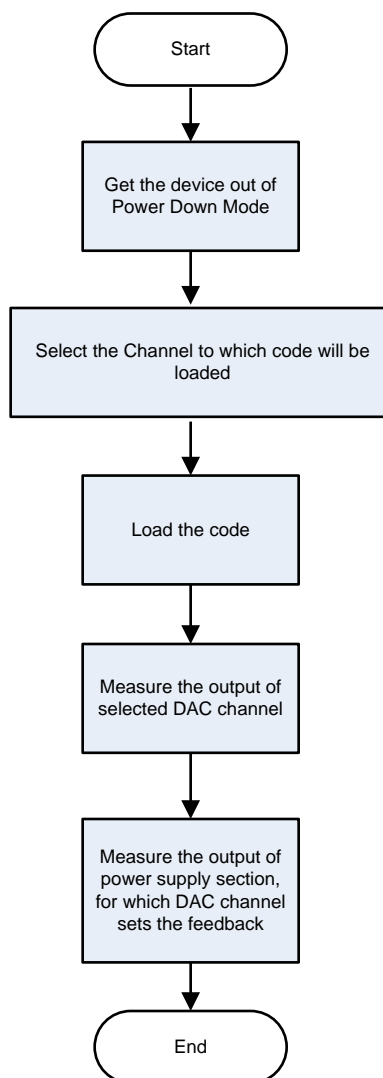 Start
Get the device out of
Power Down Mode
Select the Channel to which code will be
loaded
Load the code
Measure the output of
selected DAC channel
Measure the output of
power supply section,
for which DAC channel
sets the feedback
End